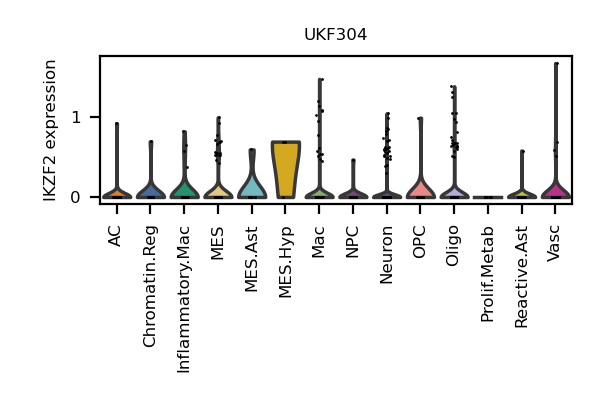 UKF304
IKZF2 expression
1
0
AC
Chromatin.Reg
Inflammatory.Mac
MES
MES.Ast
MES.Hyp
Mac
NPC
Neuron
OPC
Oligo
Prolif.Metab
Reactive.Ast
Vasc